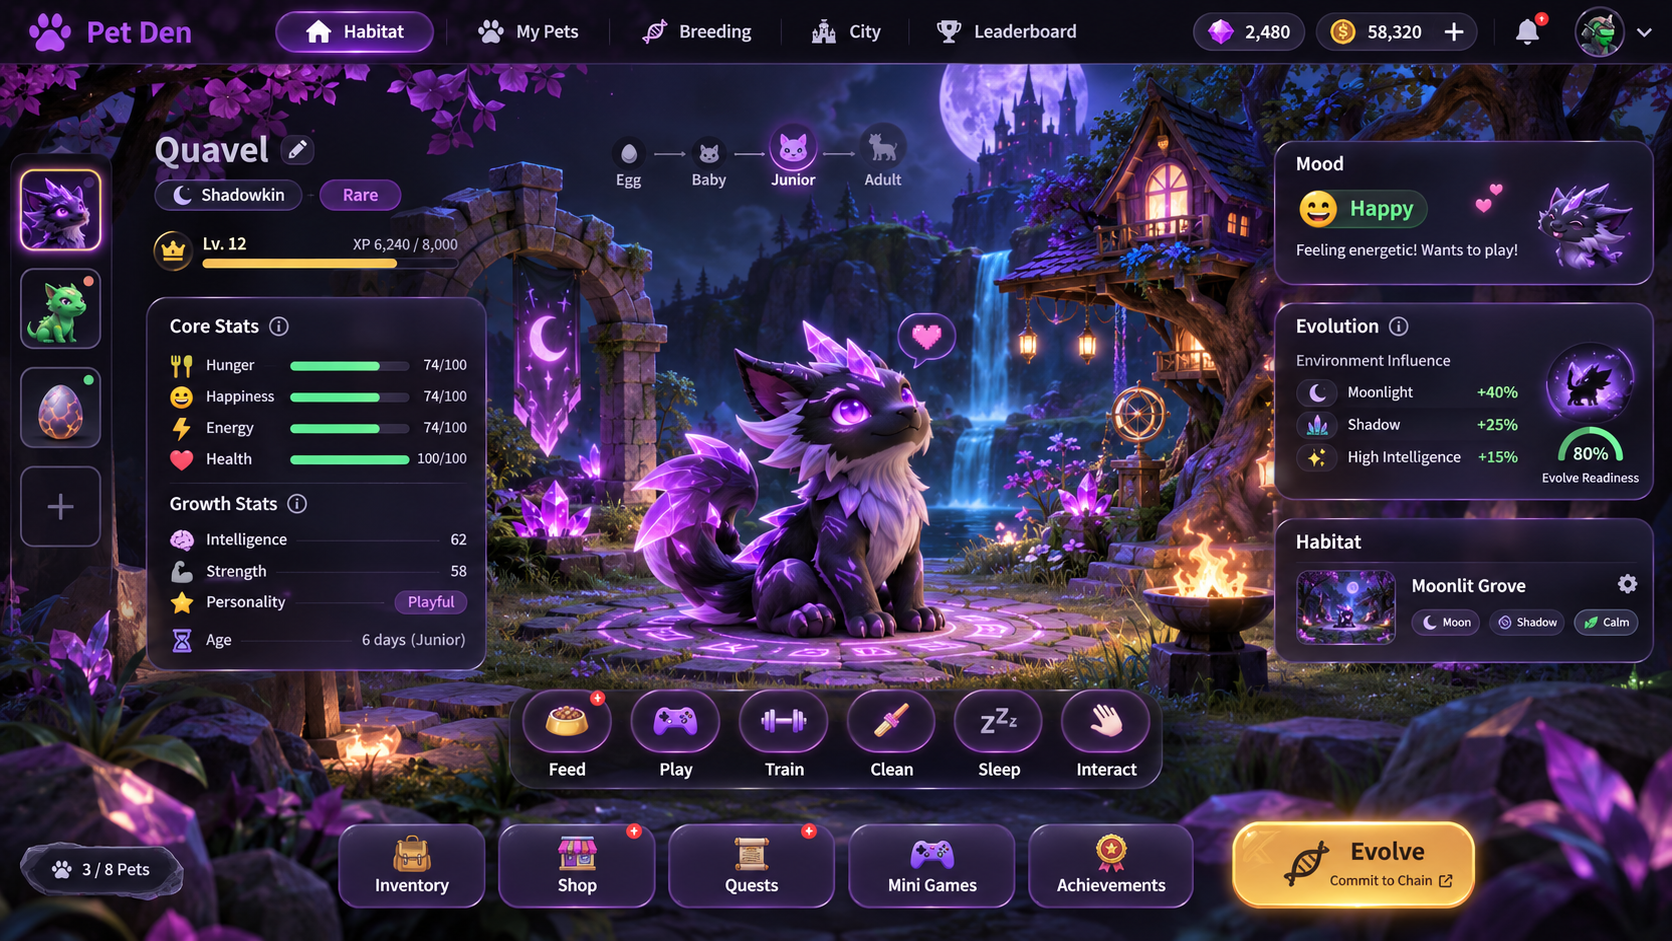 Pet Den
Habitat
My Pets
Breeding
City
Leaderboard
2,480
58,320
Quavel
Shadowkin
Rare
Lv. 12
XP 6,240 / 8,000
Egg
Baby
Junior
Adult
Core Stats
Hunger 74/100
Happiness 74/100
Energy 74/100
Health 100/100
Growth Stats
Intelligence 62
Strength 58
Personality Playful
Age 6 days (Junior)
Mood
Happy
Feeling energetic! Wants to play!
Evolution
Environment Influence
Moonlight +40%
Shadow +25%
High Intelligence +15%
80%
Evolve Readiness
Habitat
Moonlit Grove
Moon
Shadow
Calm
zZZz
Feed
Play
Train
Clean
Sleep
Interact
3 / 8 Pets
Inventory
Shop
Quests
Mini Games
Achievements
Evolve
Commit to Chain